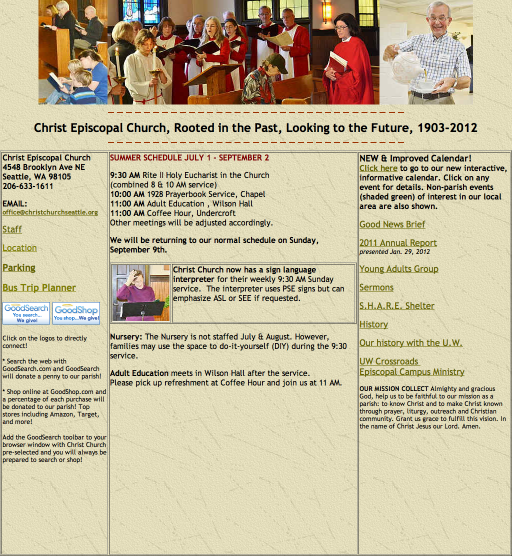 Christ Episcopal Church, Rooted in the Past, Looking to the Future, 1903-2012
Christ Episcopal Church
4548 Brooklyn Ave NE
Seattle, WA 98105
206-633-1611
EMAIL:
office@christchurchseattle.org
Staff
Location
Parking
Bus Trip Planner
GoodSearch
You search...
We give!
GoodShop
You shop...We give!
Click on the logos to directly
connect!
* Search the web with
GoodSearch.com and GoodSearch
will donate a penny to our parish!
* Shop online at GoodShop.com and
a percentage of each purchase will
be donated to our parish! Top
stores including Amazon, Target,
and more!
Add the GoodSearch toolbar to your
browser window with Christ Church
pre-selected and you will always be
prepared to search or shop!
SUMMER SCHEDULE JULY 1 - SEPTEMBER 2
9:30 AM Rite II Holy Eucharist in the Church
(combined 8 & 10 AM service)
10:00 AM 1928 Prayerbook Service, Chapel
11:00 AM Adult Education , Wilson Hall
11:00 AM Coffee Hour, Undercroft
Other meetings will be adjusted accordingly.
We will be returning to our normal schedule on Sunday,
September 9th.
Christ Church now has a sign language
interpreter for their weekly 9:30 AM Sunday
service. The interpreter uses PSE signs but can
emphasize ASL or SEE if requested.
Nursery: The Nursery is not staffed July & August. However,
families may use the space to do-it-yourself (DIY) during the 9:30
service.
Adult Education meets in Wilson Hall after the service.
Please pick up refreshment at Coffee Hour and join us at 11 AM.
NEW & Improved Calendar!
Click here to go to our new interactive,
informative calendar. Click on any
event for details. Non-parish events
(shaded green) of interest in our local
area are also shown.
Good News Brief
2011 Annual Report
presented Jan. 29, 2012
Young Adults Group
Sermons
S.H.A.R.E. Shelter
History
Our history with the U.W.
UW Crossroads
Episcopal Campus Ministry
OUR MISSION COLLECT Almighty and gracious
God, help us to be faithful to our mission as a
parish: to know Christ and to make Christ known
through prayer, liturgy, outreach and Christian
community. Grant us grace to fulfill this vision. In
the name of Christ Jesus our Lord. Amen.